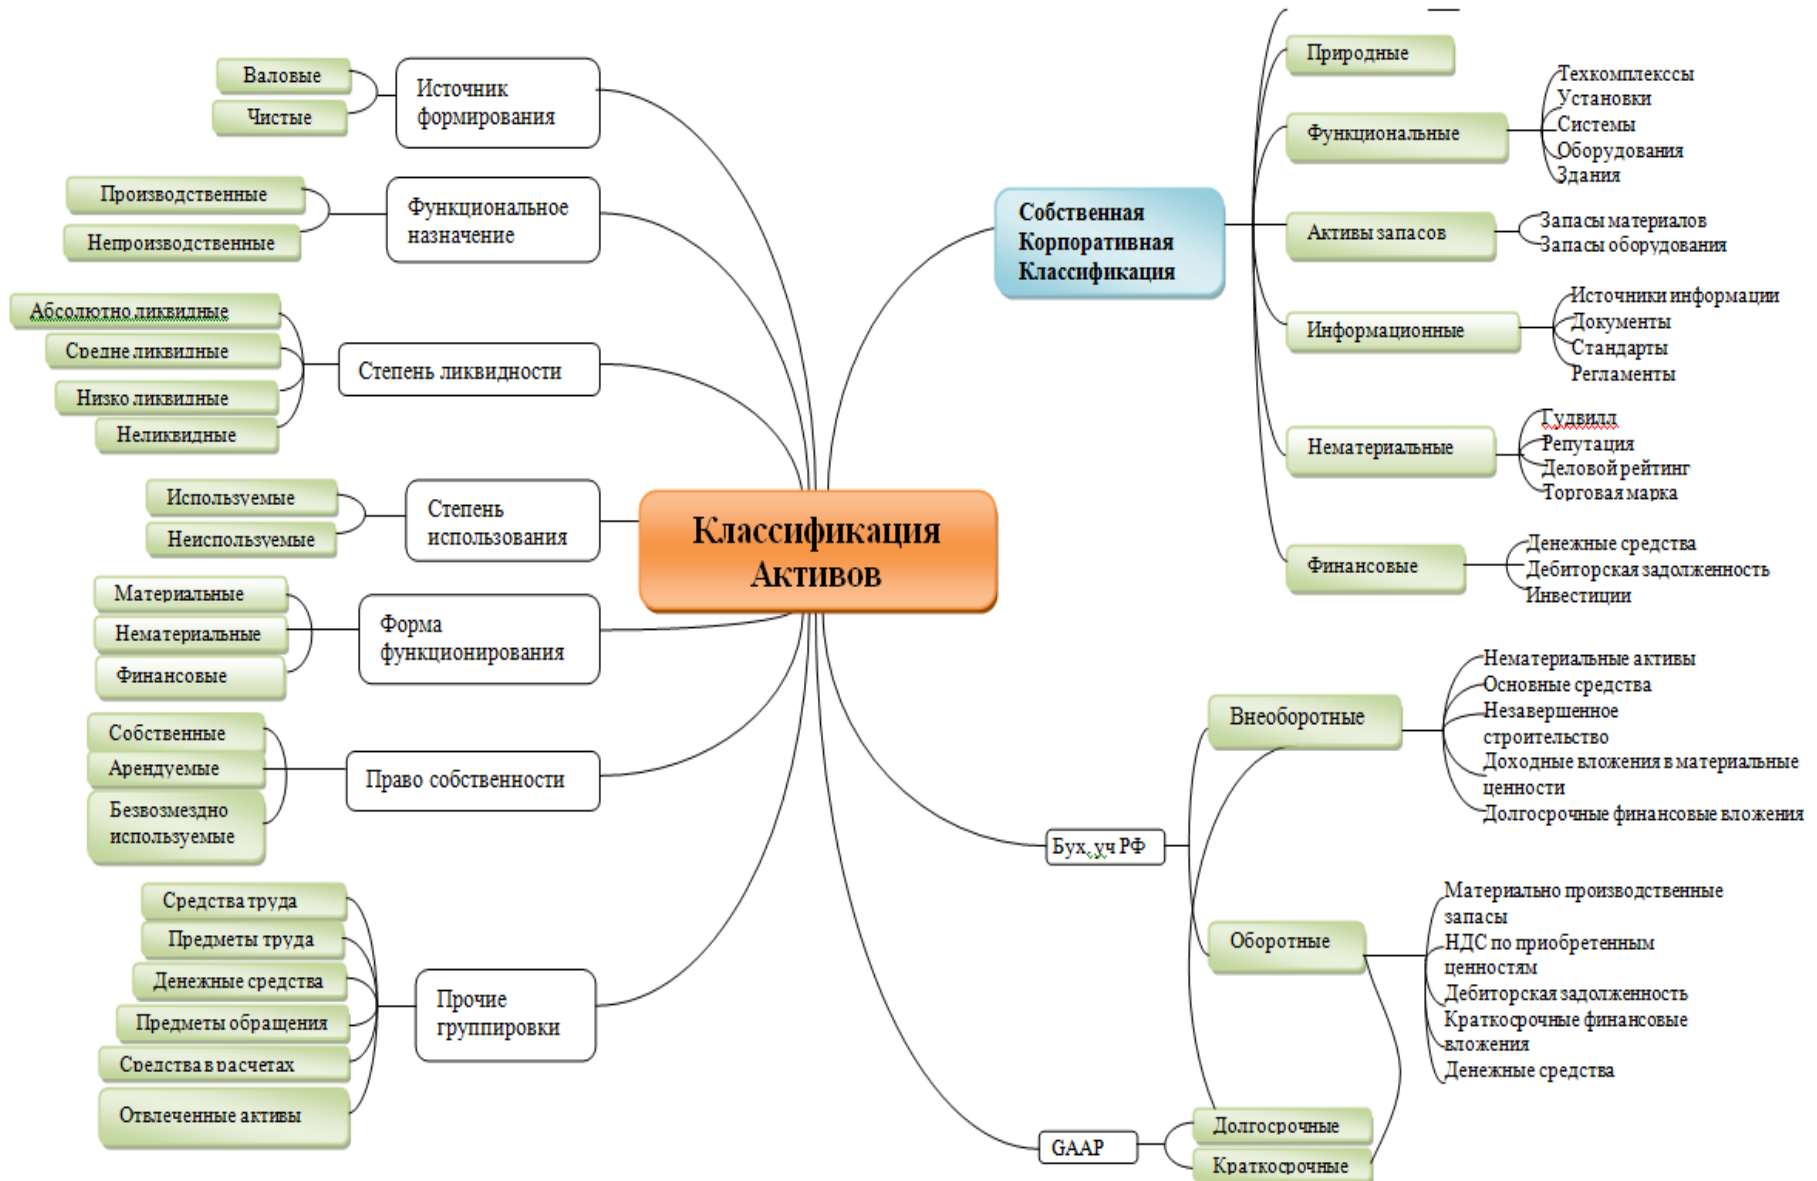 Классификация
Активов
Источник
формирования
Валовые
Чистые
Функциональное
назначение
Производственные
Непроизводственные
Степень ликвидности
Абсолютно ликвидные
Средне ликвидные
Низко ликвидные
Неликвидные
Степень
использования
Используемые
Неиспользуемые
Форма
функционирования
Материальные
Нематериальные
Финансовые
Право собственности
Собственные
Арендуемые
Безвозмездно
используемые
Прочие
группировки
Средства труда
Предметы труда
Денежные средства
Предметы обращения
Средства в расчетах
Отвлеченные активы
Собственная
Корпоративная
Классификация
Природные
Функциональные
Техкомплекссы
Установки
Системы
Оборудования
Здания
Активы запасов
Запасы материалов
Запасы оборудования
Информационные
Источники информации
Документы
Стандарты
Регламенты
Нематериальные
Гудвилл
Репутация
Деловой рейтинг
Торговая марка
Финансовые
Денежные средства
Дебиторская задолженность
Инвестиции
Бух. уч РФ
Внеоборотные
Нематериальные активы
Основные средства
Незавершенное
строительство
Доходные вложения в материальные
ценности
Долгосрочные финансовые вложения
Оборотные
Материально производственные
запасы
НДС по приобретенным
ценностям
Дебиторская задолженность
Краткосрочные финансовые
вложения
Денежные средства
GAAP
Долгосрочные
Краткосрочные